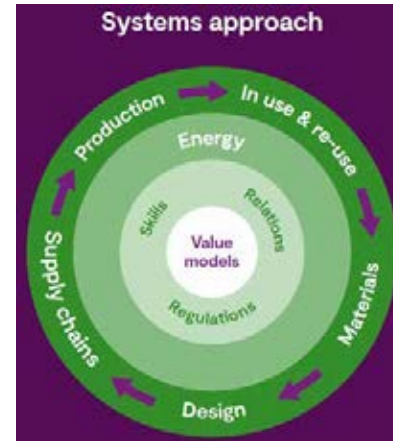 Systems approach
Production
In use & re-use
Materials
Design
Supply chains
Energy
Skills
Relations
Regulations
Value
models